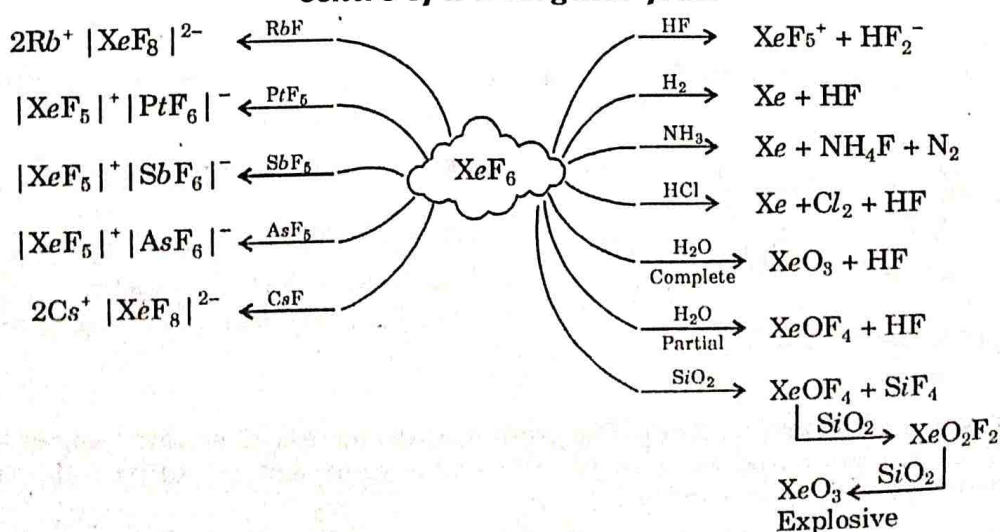 2Rb⁺ |XeF₈|²⁻ RbF
|XeF₅|⁺|PtF₆|⁻ PtF₅
|XeF₅|⁺|SbF₆|⁻ SbF₅
|XeF₅|⁺|AsF₆|⁻ AsF₅
2Cs⁺ |XeF₈|²⁻ CsF
XeF₆
HF XeF5⁺ + HF₂⁻
H₂ Xe + HF
NH₃ Xe + NH₄F + N₂
HCl Xe +Cl₂ + HF
H₂O Complete XeO₃ + HF
H₂O Partial XeOF₄ + HF
SiO₂ XeOF₄ + SiF₄
SiO₂ XeO₂F₂
XeO₃ SiO₂
Explosive